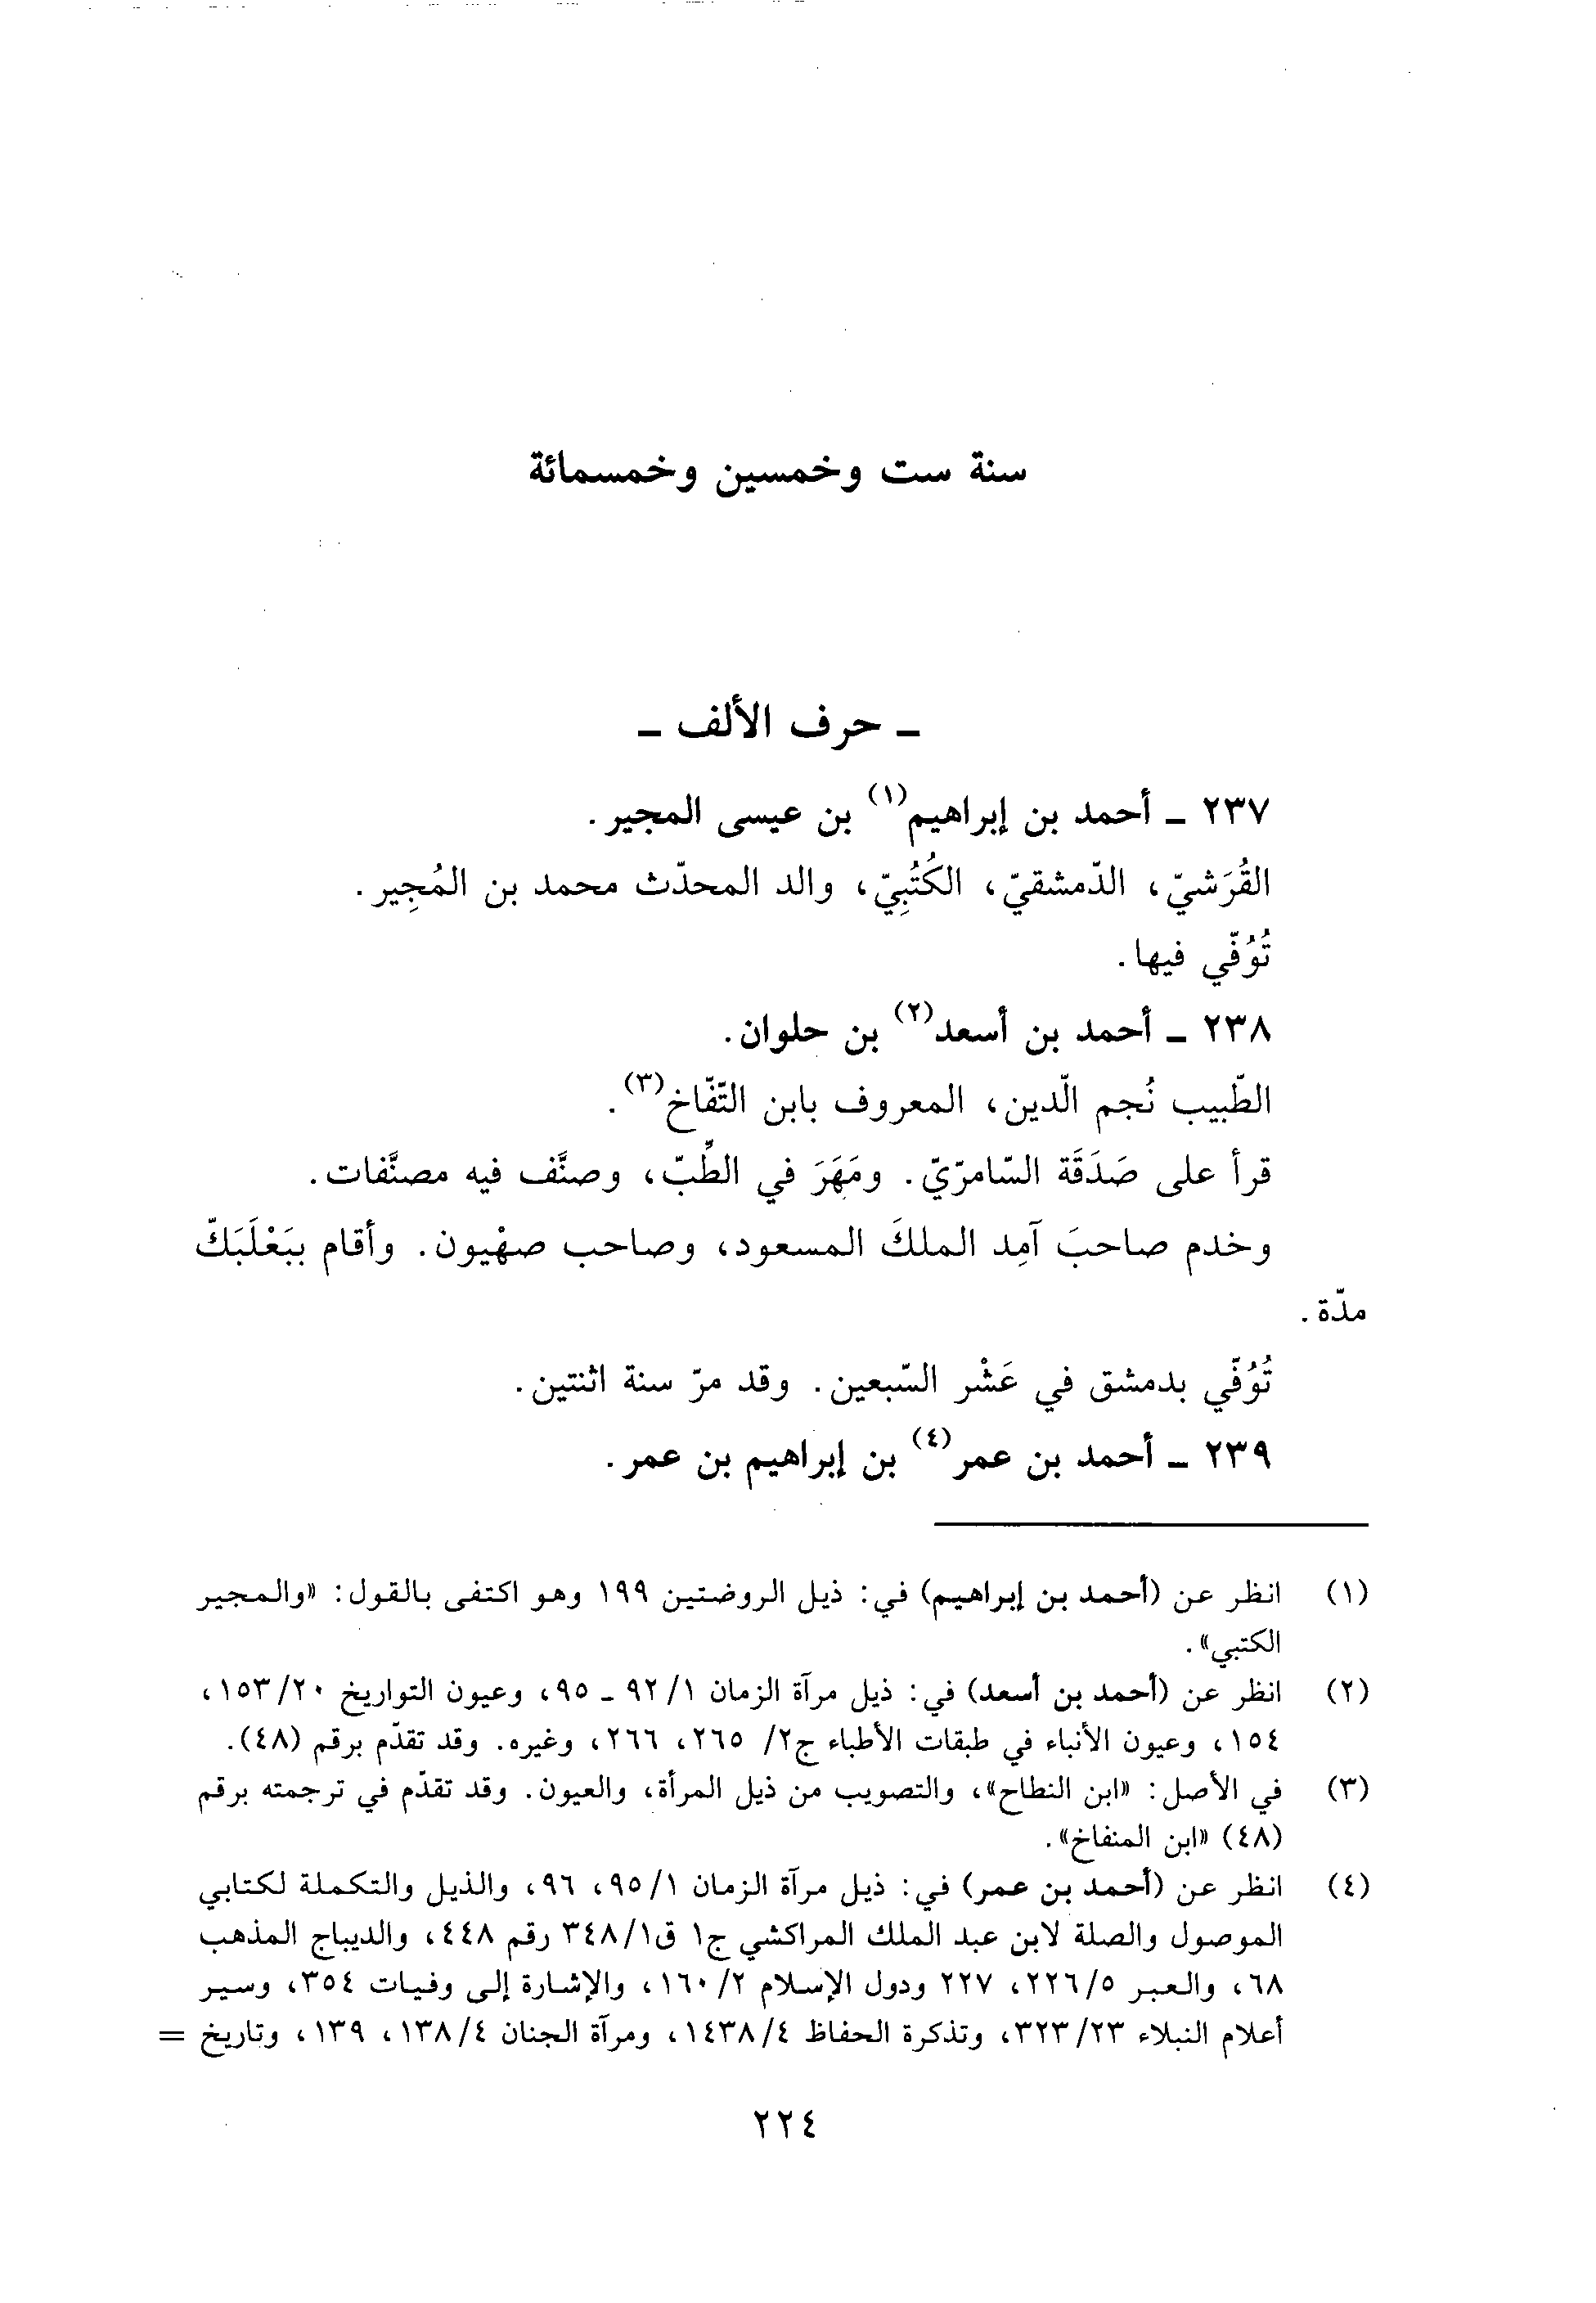 سنة ست وخمسين وخمسمائة
ـ حرف الألف ـ
٢٣٧ ـ أحمد بن إبراهيم(١) بن عيسى المجير.
القُرَشيّ، الدّمشقيّ، الكُتُبِيّ، والد المحدّث محمد بن المُجِير.
تُوُفّي فيها.
٢٣٨ ـ أحمد بن أسعد(٢) بن حلوان.
الطّبيب نُجم الّدين، المعروف بابن التّفّاخ(٣).
قرأ على صَدَقَة السّامرّيّ. ومَهَرَ في الطِّبّ، وصنَّف فيه مصنَّفات.
وخدم صاحبَ آمِد الملكَ المسعود، وصاحب صهْيون. وأقام ببَعْلَبَكّ
مدّة.
تُوُفّي بدمشق في عَشْر السّبعين. وقد مرّ سنة اثنتين.
٢٣٩ ـ أحمد بن عمر(٤) بن إبراهيم بن عمر.
(١) انظر عن (أحمد بن إبراهيم) في: ذيل الروضتين ١٩٩ وهو اكتفى بالقول: «والمجير
الكتبي».
(٢) انظر عن (أحمد بن أسعد) في: ذيل مرآة الزمان ١/ ٩٢ ـ ٩٥، وعيون التواريخ ٢٠/ ١٥٣،
١٥٤، وعيون الأنباء في طبقات الأطباء ج٢/ ٢٦٥، ٢٦٦، وغيره. وقد تقدّم برقم (٤٨).
(٣) في الأصل: «ابن النطاح»، والتصويب من ذيل المرأة، والعيون. وقد تقدّم في ترجمته برقم
(٤٨) «ابن المنفاخ».
(٤) انظر عن (أحمد بن عمر) في: ذيل مرآة الزمان ١/ ٩٥، ٩٦، والذيل والتكملة لكتابي
الموصول والصلة لابن عبد الملك المراكشي ج١ ق١/ ٣٤٨ رقم ٤٤٨، والديباج المذهب
٦٨، والعبر ٥/ ٢٢٦، ٢٢٧ ودول الإسلام ٢/ ١٦٠، والإشارة إلى وفيات ٣٥٤، وسير
أعلام النبلاء ٢٣/ ٣٢٣، وتذكرة الحفاظ ٤/ ١٤٣٨، ومرآة الجنان ٤/ ١٣٨، ١٣٩، وتاريخ =
٢٢٤